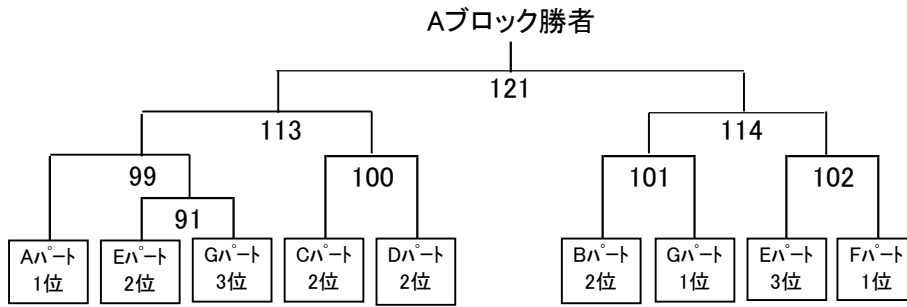 Aブロック勝者
121
113
114
99
100
101
102
91
Aパート
1位
Eパート
2位
Gパート
3位
Cパート
2位
Dパート
2位
Bパート
2位
Gパート
1位
Eパート
3位
Fパート
1位